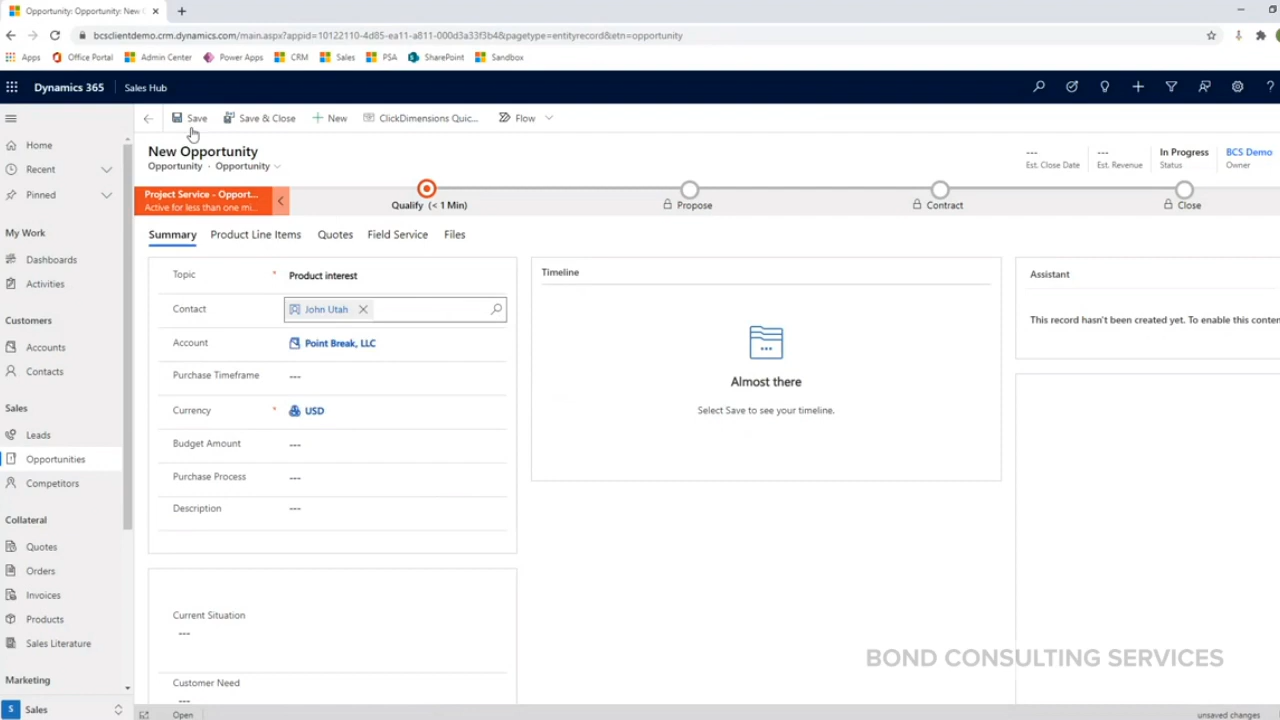 Opportunity: Opportunity: New O
bcsclientdemo.crm.dynamics.com/main.aspx?appid=10122110-4d85-ea11-a811-000d3a33f3b4&pagetype=entityrecord&etn=opportunity
Apps Office Portal Admin Center Power Apps CRM Sales PSA SharePoint Sandbox
Dynamics 365 Sales Hub
Save Save & Close New ClickDimensions Quic... Flow
New Opportunity
Opportunity · Opportunity
--- Est. Close Date
--- Est. Revenue
In Progress Status
BCS Demo Owner
Project Service - Opport...
Active for less than one mi...
Qualify (< 1 Min)
Propose
Contract
Close
Home
Recent
Pinned
My Work
Dashboards
Activities
Customers
Accounts
Contacts
Sales
Leads
Opportunities
Competitors
Collateral
Quotes
Orders
Invoices
Products
Sales Literature
Marketing
S Sales
Summary Product Line Items Quotes Field Service Files
Topic * Product interest
Contact John Utah
Account Point Break, LLC
Purchase Timeframe ---
Currency * USD
Budget Amount ---
Purchase Process ---
Description ---
Current Situation
---
Customer Need
---
Timeline
Almost there
Select Save to see your timeline.
Assistant
This record hasn't been created yet. To enable this conten
BOND CONSULTING SERVICES
Open
unsaved changes